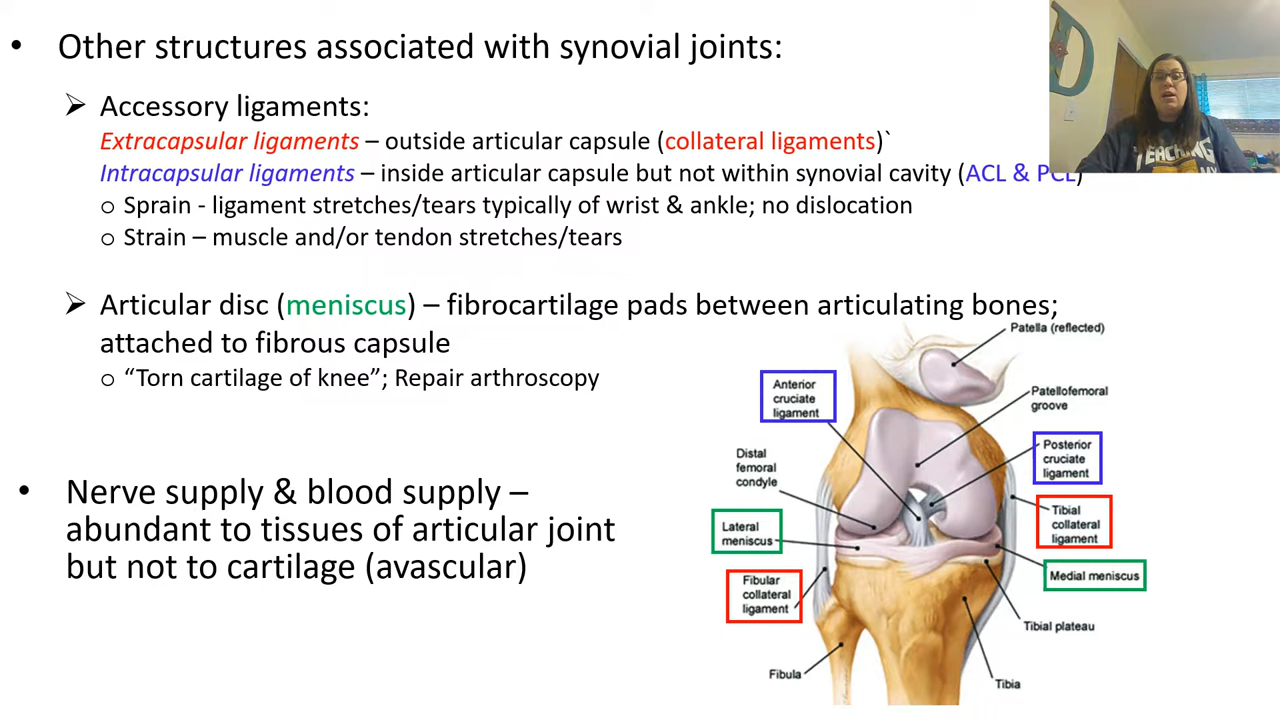 • Other structures associated with synovial joints:
➢ Accessory ligaments:
Extracapsular ligaments – outside articular capsule (collateral ligaments)`
Intracapsular ligaments – inside articular capsule but not within synovial cavity (ACL & PCL)
o Sprain - ligament stretches/tears typically of wrist & ankle; no dislocation
o Strain – muscle and/or tendon stretches/tears
➢ Articular disc (meniscus) – fibrocartilage pads between articulating bones;
attached to fibrous capsule
o “Torn cartilage of knee”; Repair arthroscopy
• Nerve supply & blood supply –
abundant to tissues of articular joint
but not to cartilage (avascular)
Patella (reflected)
Anterior
cruciate
ligament
Patellofemoral
groove
Distal
femoral
condyle
Posterior
cruciate
ligament
Lateral
meniscus
Tibial
collateral
ligament
Fibular
collateral
ligament
Medial meniscus
Tibial plateau
Fibula
Tibia
D
TEACHING
MY